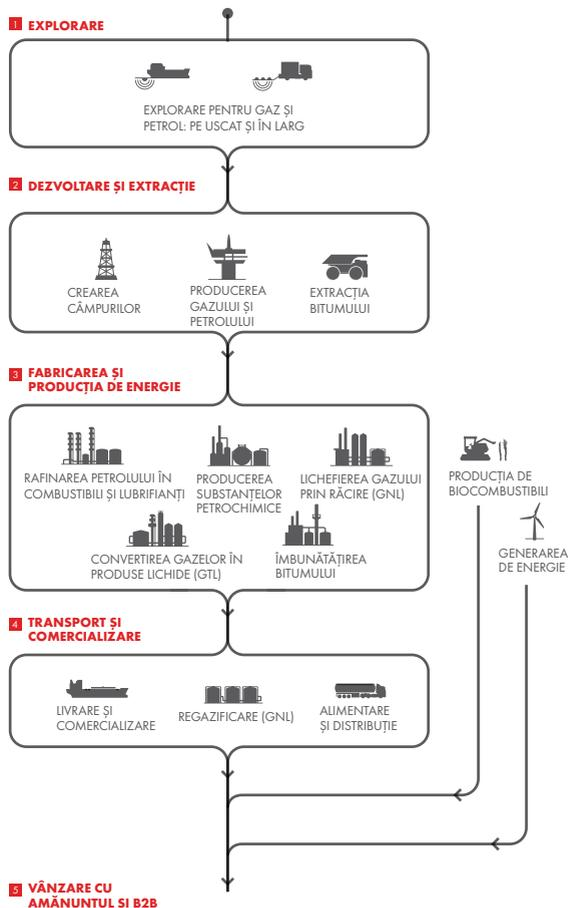 1 EXPLORARE
EXPLORARE PENTRU GAZ ȘI
PETROL: PE USCAT ȘI ÎN LARG
2 DEZVOLTARE ȘI EXTRACȚIE
CREAREA
CÂMPURILOR
PRODUCEREA
GAZULUI ȘI
PETROLULUI
EXTRACȚIA
BITUMULUI
3 FABRICAREA ȘI
PRODUCȚIA DE ENERGIE
RAFINAREA PETROLULUI ÎN
COMBUSTIBILI ȘI LUBRIFIANȚI
PRODUCEREA
SUBSTANȚELOR
PETROCHIMICE
LICHEFIEREA GAZULUI
PRIN RĂCIRE (GNL)
PRODUCȚIA DE
BIOCOMBUSTIBILI
CONVERTIREA GAZELOR ÎN
PRODUSE LICHIDE (GTL)
ÎMBUNĂTĂȚIREA
BITUMULUI
GENERAREA
DE ENERGIE
4 TRANSPORT ȘI
COMERCIALIZARE
LIVRARE ȘI
COMERCIALIZARE
REGAZIFICARE (GNL)
ALIMENTARE
ȘI DISTRIBUȚIE
5 VÂNZARE CU
AMĂNUNTUL ȘI B2B